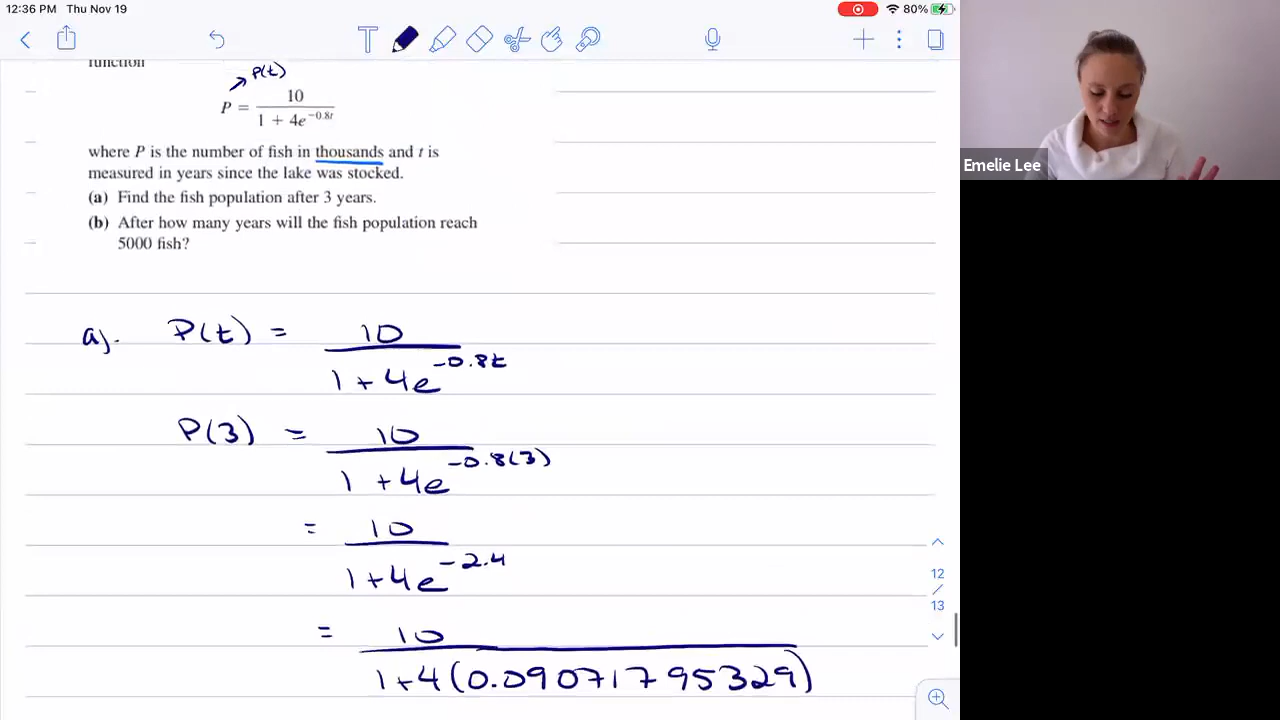 12:36 PM Thu Nov 19
80%
function
P(t)
P = 10 / 1 + 4e^−0.8t
where P is the number of fish in thousands and t is
measured in years since the lake was stocked.
(a) Find the fish population after 3 years.
(b) After how many years will the fish population reach
5000 fish?
a). P(t) = 10 / 1 + 4e^-0.8t
P(3) = 10 / 1 + 4e^-0.8(3)
= 10 / 1+4e^-2.4
= 10 / 1+4(0.09071795329)
12
/
13
Emelie Lee